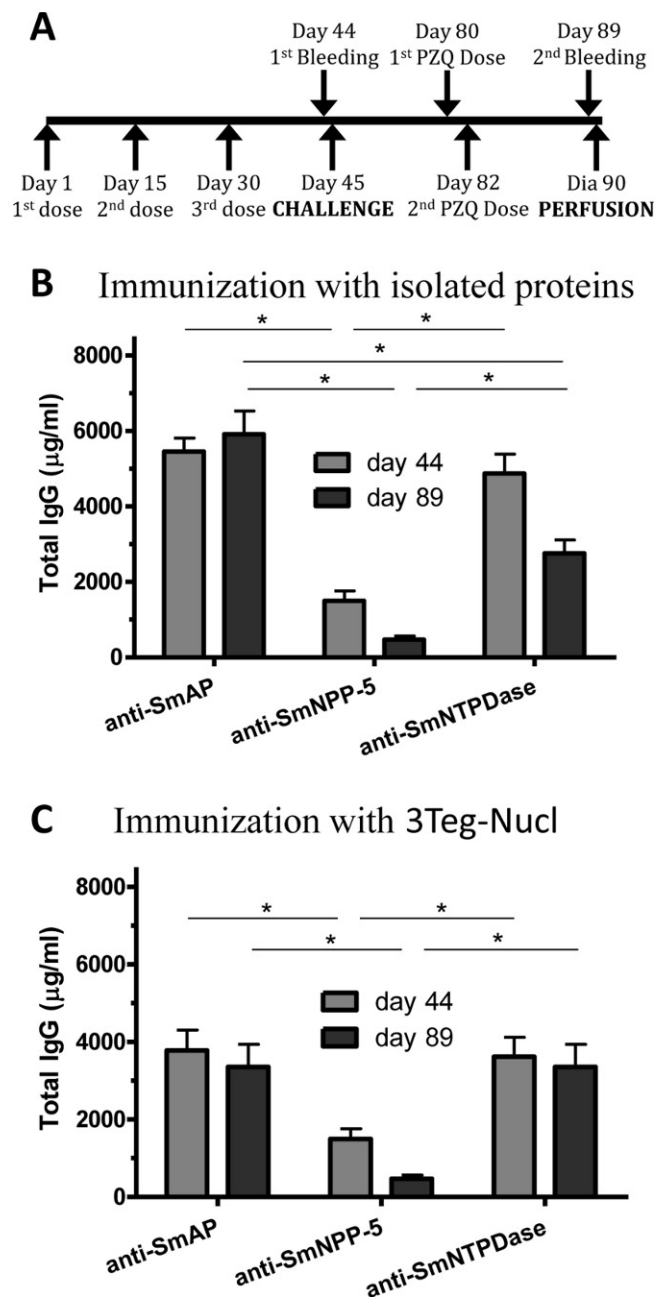 A
Day 44 Day 80 Day 89
1st Bleeding 1st PZQ Dose 2nd Bleeding
Day 1 Day 15 Day 30 Day 45 Day 82 Dia 90
1st dose 2nd dose 3rd dose CHALLENGE 2nd PZQ Dose PERFUSION
B Immunization with isolated proteins
* *
*
* *
8000
6000
4000
2000
0
Total IgG (µg/ml)
day 44
day 89
anti-SmAP
anti-SmNPP-5
anti-SmNTPDase
C Immunization with 3Teg-Nucl
* *
* *
8000
6000
4000
2000
0
Total IgG (µg/ml)
day 44
day 89
anti-SmAP
anti-SmNPP-5
anti-SmNTPDase